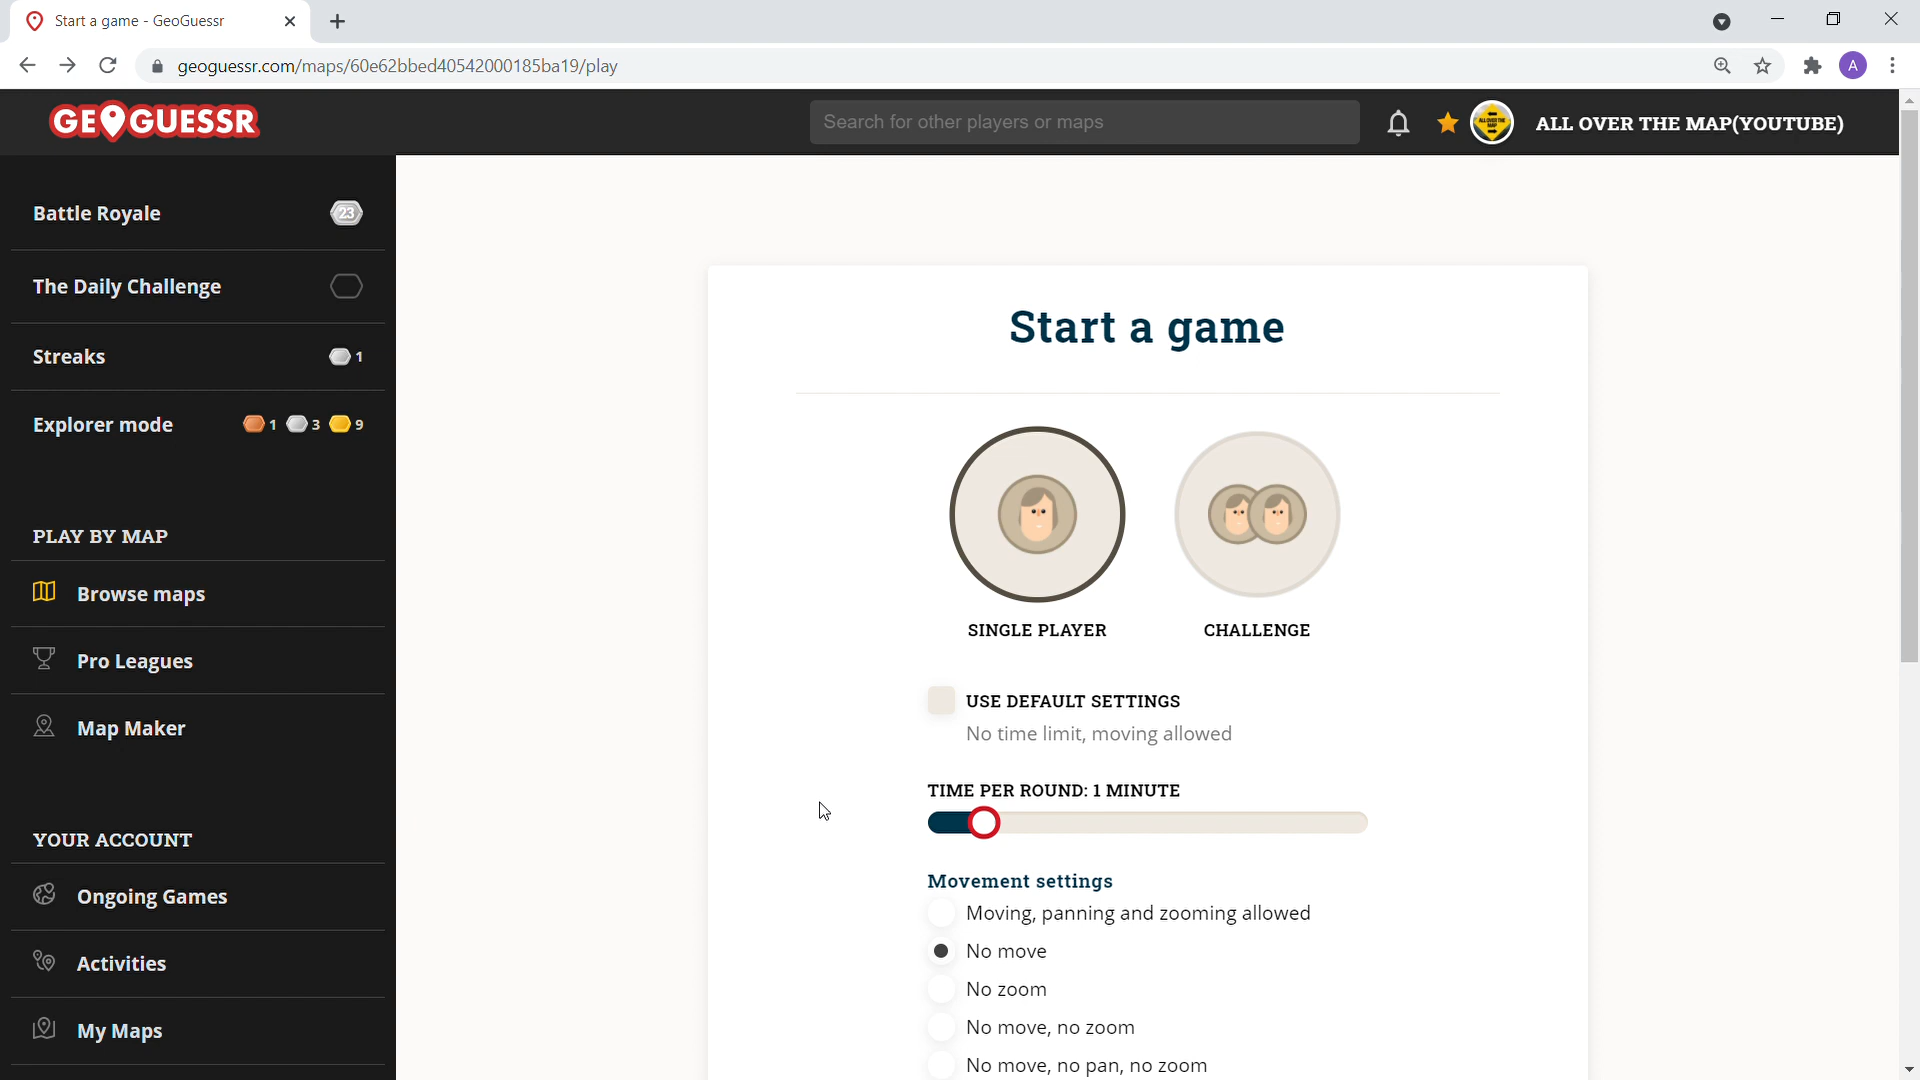 Start a game - GeoGuessr
geoguessr.com/maps/60e62bbed40542000185ba19/play
A
GEOGUESSR
Search for other players or maps
ALL OVER THE MAP
ALL OVER THE MAP(YOUTUBE)
Battle Royale 23
The Daily Challenge
Streaks 1
Explorer mode 1 3 9
PLAY BY MAP
Browse maps
Pro Leagues
Map Maker
YOUR ACCOUNT
Ongoing Games
Activities
My Maps
Start a game
SINGLE PLAYER
CHALLENGE
USE DEFAULT SETTINGS
No time limit, moving allowed
TIME PER ROUND: 1 MINUTE
Movement settings
Moving, panning and zooming allowed
No move
No zoom
No move, no zoom
No move, no pan, no zoom